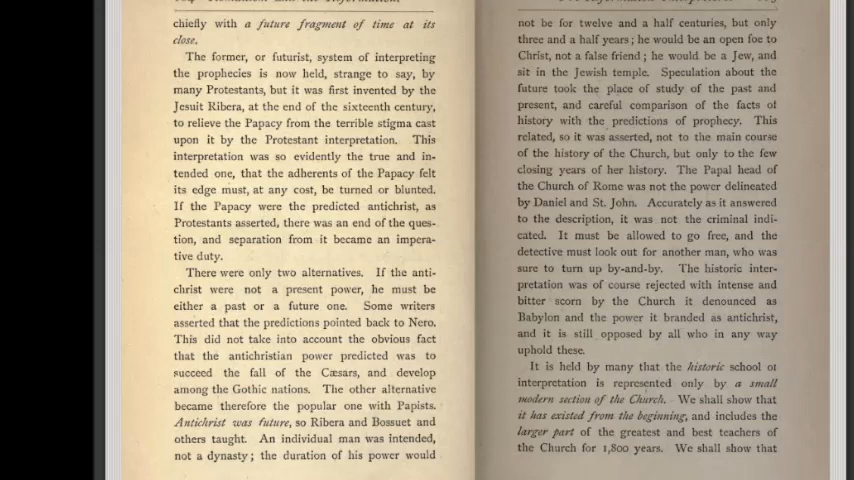 chiefly with a future fragment of time at its
close.
The former, or futurist, system of interpreting
the prophecies is now held, strange to say, by
many Protestants, but it was first invented by the
Jesuit Ribera, at the end of the sixteenth century,
to relieve the Papacy from the terrible stigma cast
upon it by the Protestant interpretation. This
interpretation was so evidently the true and in-
tended one, that the adherents of the Papacy felt
its edge must, at any cost, be turned or blunted.
If the Papacy were the predicted antichrist, as
Protestants asserted, there was an end of the ques-
tion, and separation from it became an impera-
tive duty.
There were only two alternatives. If the anti-
christ were not a present power, he must be
either a past or a future one. Some writers
asserted that the predictions pointed back to Nero.
This did not take into account the obvious fact
that the antichristian power predicted was to
succeed the fall of the Cæsars, and develop
among the Gothic nations. The other alternative
became therefore the popular one with Papists.
Antichrist was future, so Ribera and Bossuet and
others taught. An individual man was intended,
not a dynasty; the duration of his power would
not be for twelve and a half centuries, but only
three and a half years; he would be an open foe to
Christ, not a false friend; he would be a Jew, and
sit in the Jewish temple. Speculation about the
future took the place of study of the past and
present, and careful comparison of the facts of
history with the predictions of prophecy. This
related, so it was asserted, not to the main course
of the history of the Church, but only to the few
closing years of her history. The Papal head of
the Church of Rome was not the power delineated
by Daniel and St. John. Accurately as it answered
to the description, it was not the criminal indi-
cated. It must be allowed to go free, and the
detective must look out for another man, who was
sure to turn up by-and-by. The historic inter-
pretation was of course rejected with intense and
bitter scorn by the Church it denounced as
Babylon and the power it branded as antichrist,
and it is still opposed by all who in any way
uphold these.
It is held by many that the historic school of
interpretation is represented only by a small
modern section of the Church. We shall show that
it has existed from the beginning, and includes the
larger part of the greatest and best teachers of
the Church for 1,800 years. We shall show that